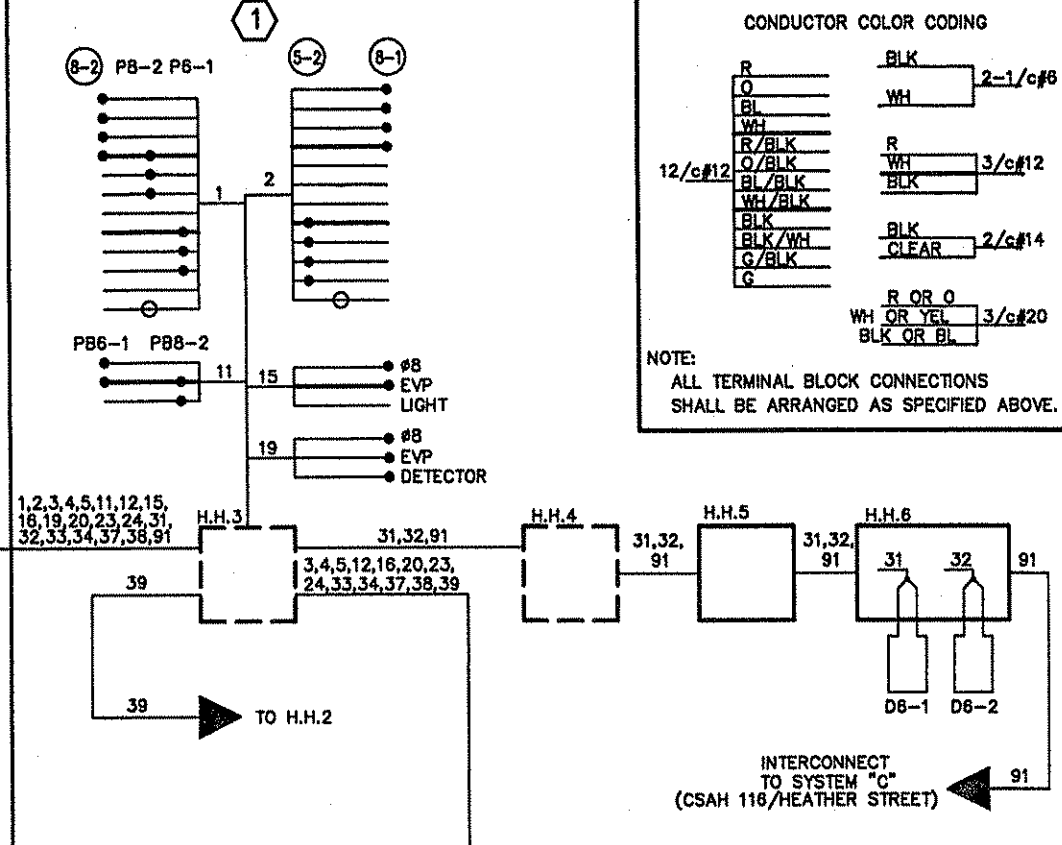 1
8-2 P8-2 P6-1
5-2
8-1
1
2
PB6-1 PB8-2
11
15
ø8
EVP
LIGHT
19
ø8
EVP
DETECTOR
CONDUCTOR COLOR CODING
12/c#12
R
O
BL
WH
R/BLK
O/BLK
BL/BLK
WH/BLK
BLK
BLK/WH
G/BLK
G
BLK
WH
2-1/c#6
R
WH
BLK
3/c#12
BLK
CLEAR
2/c#14
R OR O
WH OR YEL
BLK OR BL
3/c#20
NOTE:
ALL TERMINAL BLOCK CONNECTIONS
SHALL BE ARRANGED AS SPECIFIED ABOVE.
1,2,3,4,5,11,12,15,
16,19,20,23,24,31,
32,33,34,37,38,91
H.H.3
31,32,91
3,4,5,12,16,20,23,
24,33,34,37,38,39
39
39
TO H.H.2
H.H.4
31,32,
91
H.H.5
31,32,
91
H.H.6
31
32
91
D6-1
D6-2
INTERCONNECT
TO SYSTEM "C"
(CSAH 116/HEATHER STREET)
91